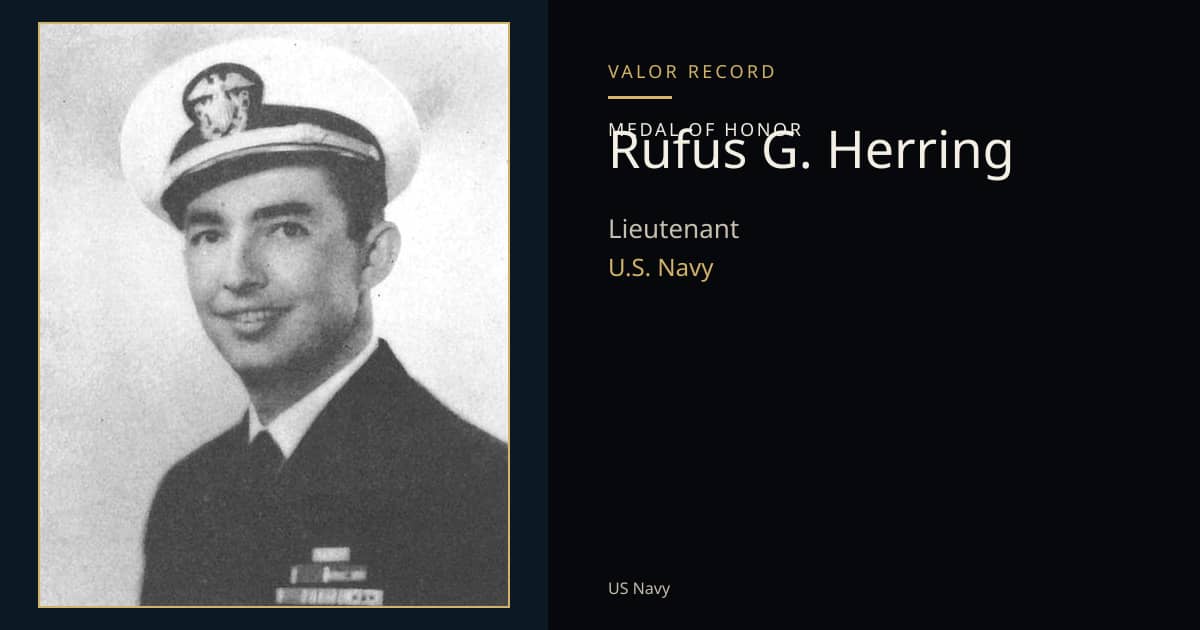 VALOR RECORD
MEDAL OF HONOR
Rufus G. Herring
Lieutenant
U.S. Navy
US Navy